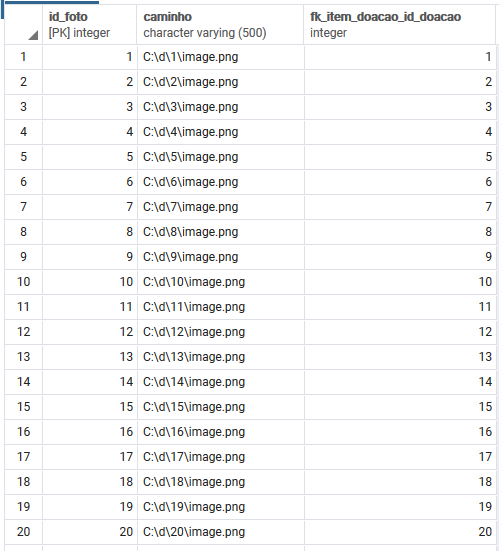 id_foto caminho fk_item_doacao_id_doacao
[PK] integer character varying (500) integer
1 1 C:\d\1\image.png 1
2 2 C:\d\2\image.png 2
3 3 C:\d\3\image.png 3
4 4 C:\d\4\image.png 4
5 5 C:\d\5\image.png 5
6 6 C:\d\6\image.png 6
7 7 C:\d\7\image.png 7
8 8 C:\d\8\image.png 8
9 9 C:\d\9\image.png 9
10 10 C:\d\10\image.png 10
11 11 C:\d\11\image.png 11
12 12 C:\d\12\image.png 12
13 13 C:\d\13\image.png 13
14 14 C:\d\14\image.png 14
15 15 C:\d\15\image.png 15
16 16 C:\d\16\image.png 16
17 17 C:\d\17\image.png 17
18 18 C:\d\18\image.png 18
19 19 C:\d\19\image.png 19
20 20 C:\d\20\image.png 20